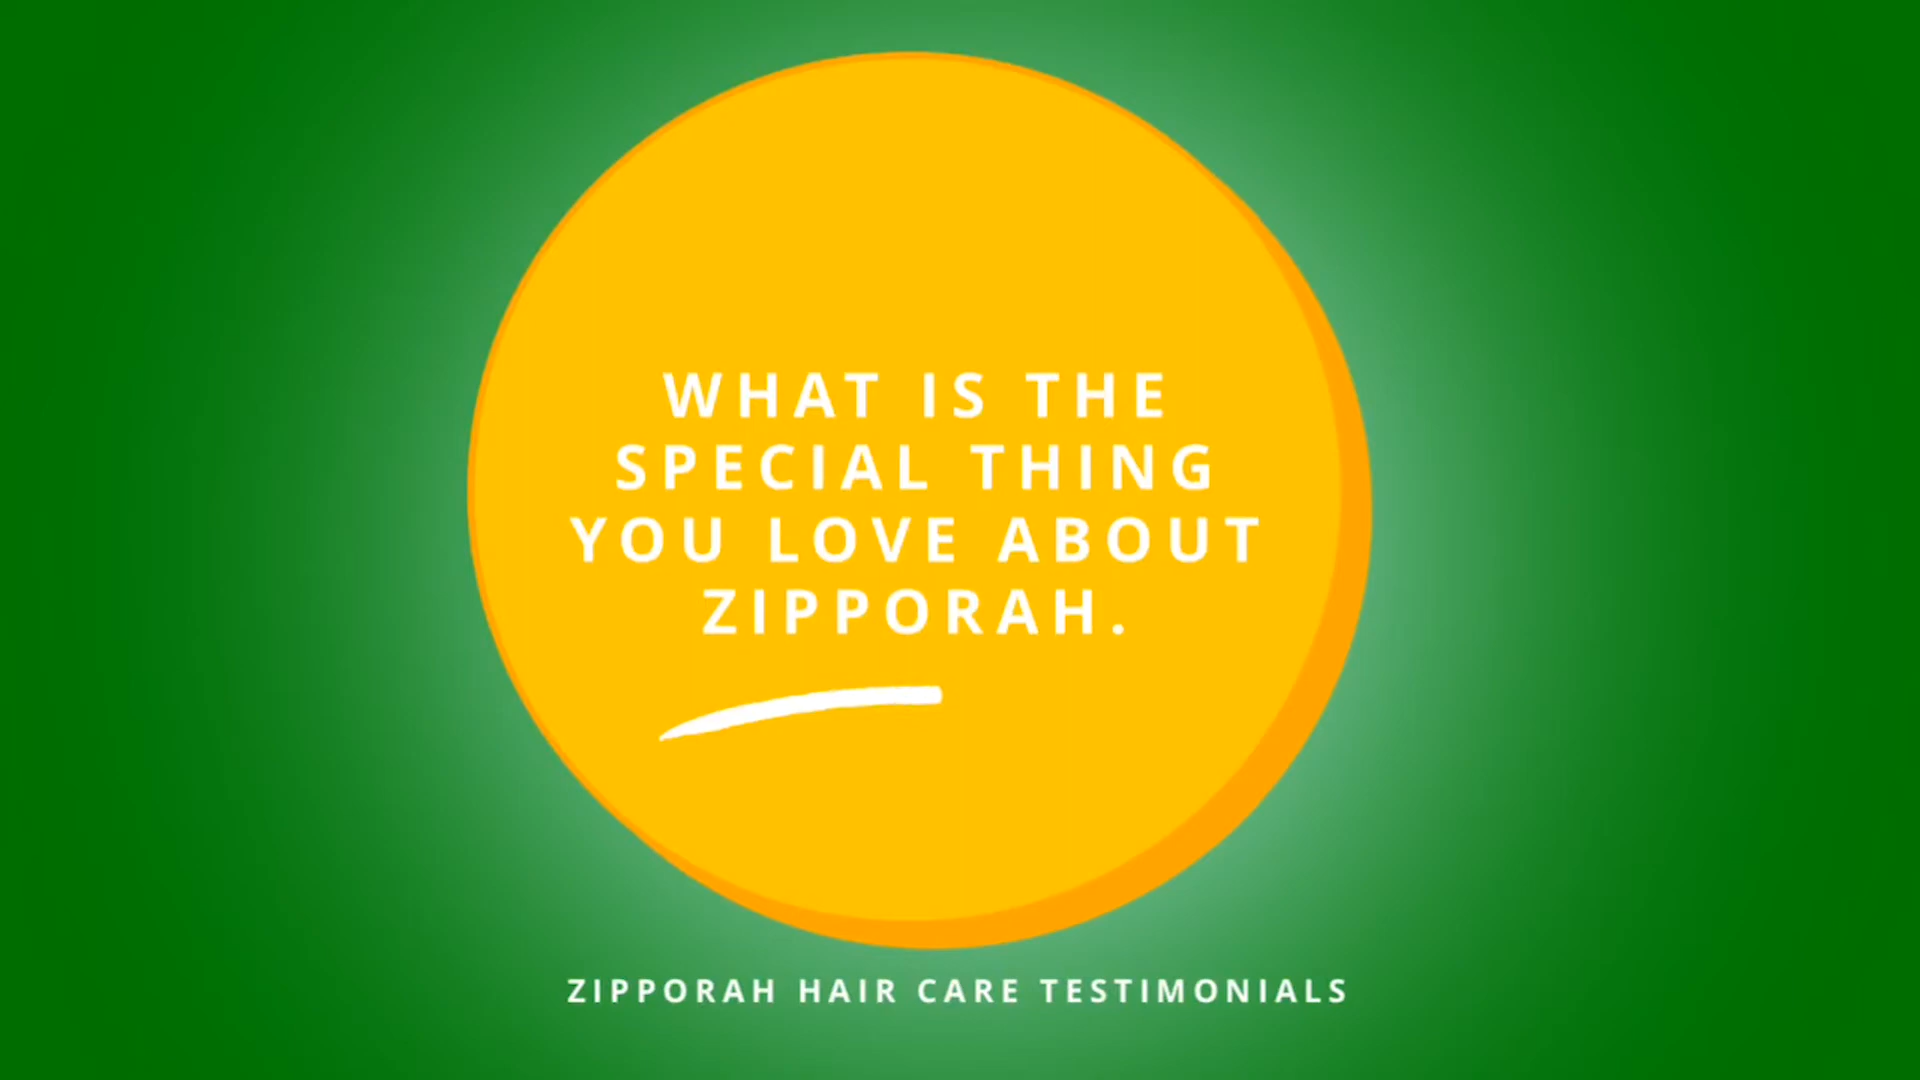 WHAT IS THE
SPECIAL THING
YOU LOVE ABOUT
ZIPPORAH.
ZIPPORAH HAIR CARE TESTIMONIALS